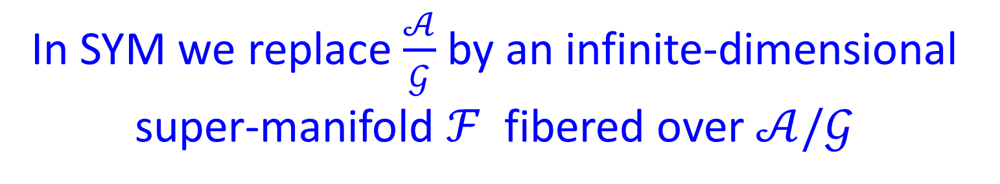 In SYM we replace 𝒜/𝒢 by an infinite-dimensional
super-manifold ℱ fibered over 𝒜/𝒢